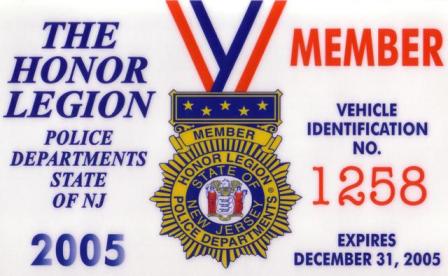 THE
HONOR
LEGION
POLICE
DEPARTMENTS
STATE
OF NJ
2005
MEMBER
HONOR LEGION
STATE OF
NEW JERSEY
POLICE DEPARTMENTS
MEMBER
VEHICLE
IDENTIFICATION
NO.
1258
EXPIRES
DECEMBER 31, 2005